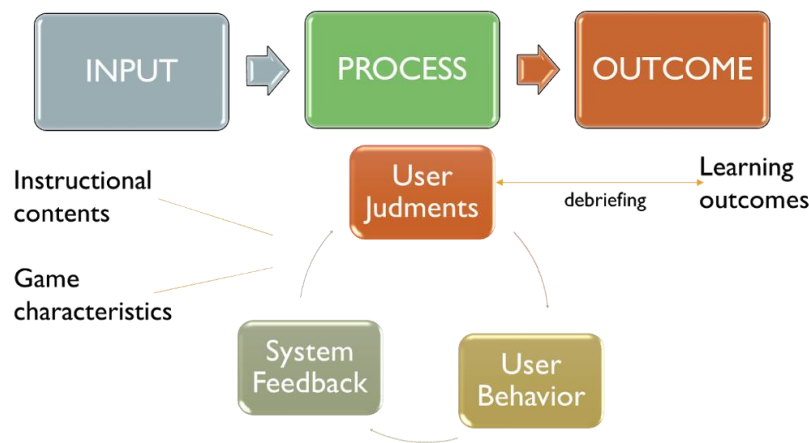 INPUT
PROCESS
OUTCOME
Instructional
contents
User
Judments
debriefing
Learning
outcomes
Game
characteristics
System
Feedback
User
Behavior